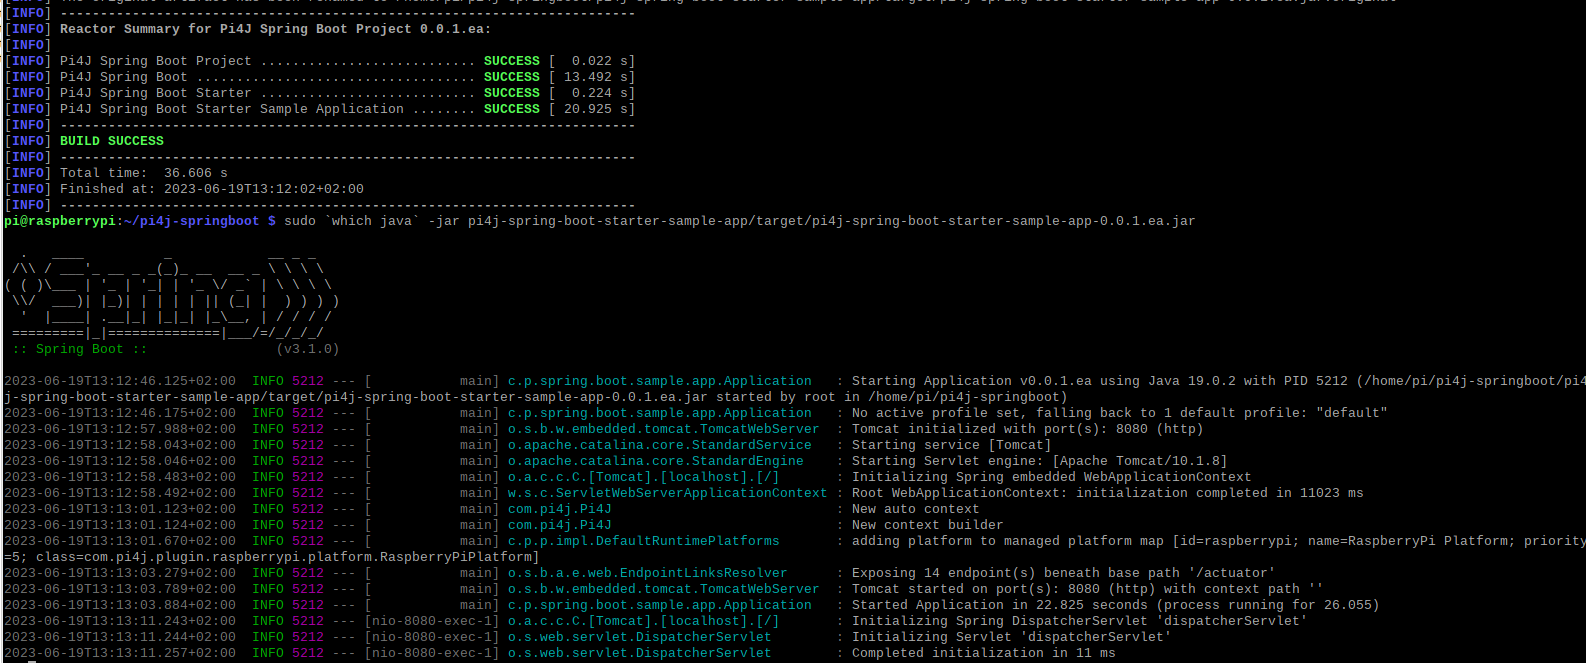 [INFO] ------------------------------------------------------------------------
[INFO] Reactor Summary for Pi4J Spring Boot Project 0.0.1.ea:
[INFO]
[INFO] Pi4J Spring Boot Project ........................... SUCCESS [  0.022 s]
[INFO] Pi4J Spring Boot ................................... SUCCESS [ 13.492 s]
[INFO] Pi4J Spring Boot Starter ........................... SUCCESS [  0.224 s]
[INFO] Pi4J Spring Boot Starter Sample Application ........ SUCCESS [ 20.925 s]
[INFO] ------------------------------------------------------------------------
[INFO] BUILD SUCCESS
[INFO] ------------------------------------------------------------------------
[INFO] Total time:  36.606 s
[INFO] Finished at: 2023-06-19T13:12:02+02:00
[INFO] ------------------------------------------------------------------------
pi@raspberrypi:~/pi4j-springboot $ sudo `which java` -jar pi4j-spring-boot-starter-sample-app/target/pi4j-spring-boot-starter-sample-app-0.0.1.ea.jar
  .   ____          _            __ _ _
 /\\ / ___'_ __ _ _(_)_ __  __ _ \ \ \ \
( ( )\___ | '_ | '_| | '_ \/ _` | \ \ \ \
 \\/  ___)| |_)| | | | | || (_| |  ) ) ) )
  '  |____| .__|_| |_|_| |_\__, | / / / /
 =========|_|==============|___/=/_/_/_/
 :: Spring Boot ::                (v3.1.0)
2023-06-19T13:12:46.125+02:00  INFO 5212 --- [           main] c.p.spring.boot.sample.app.Application   : Starting Application v0.0.1.ea using Java 19.0.2 with PID 5212 (/home/pi/pi4j-springboot/pi4
j-spring-boot-starter-sample-app/target/pi4j-spring-boot-starter-sample-app-0.0.1.ea.jar started by root in /home/pi/pi4j-springboot)
2023-06-19T13:12:46.175+02:00  INFO 5212 --- [           main] c.p.spring.boot.sample.app.Application   : No active profile set, falling back to 1 default profile: "default"
2023-06-19T13:12:57.988+02:00  INFO 5212 --- [           main] o.s.b.w.embedded.tomcat.TomcatWebServer  : Tomcat initialized with port(s): 8080 (http)
2023-06-19T13:12:58.043+02:00  INFO 5212 --- [           main] o.apache.catalina.core.StandardService   : Starting service [Tomcat]
2023-06-19T13:12:58.046+02:00  INFO 5212 --- [           main] o.apache.catalina.core.StandardEngine    : Starting Servlet engine: [Apache Tomcat/10.1.8]
2023-06-19T13:12:58.483+02:00  INFO 5212 --- [           main] o.a.c.c.C.[Tomcat].[localhost].[/]       : Initializing Spring embedded WebApplicationContext
2023-06-19T13:12:58.492+02:00  INFO 5212 --- [           main] w.s.c.ServletWebServerApplicationContext : Root WebApplicationContext: initialization completed in 11023 ms
2023-06-19T13:13:01.123+02:00  INFO 5212 --- [           main] com.pi4j.Pi4J                            : New auto context
2023-06-19T13:13:01.124+02:00  INFO 5212 --- [           main] com.pi4j.Pi4J                            : New context builder
2023-06-19T13:13:01.670+02:00  INFO 5212 --- [           main] c.p.p.impl.DefaultRuntimePlatforms       : adding platform to managed platform map [id=raspberrypi; name=RaspberryPi Platform; priority
=5; class=com.pi4j.plugin.raspberrypi.platform.RaspberryPiPlatform]
2023-06-19T13:13:03.279+02:00  INFO 5212 --- [           main] o.s.b.a.e.web.EndpointLinksResolver      : Exposing 14 endpoint(s) beneath base path '/actuator'
2023-06-19T13:13:03.789+02:00  INFO 5212 --- [           main] o.s.b.w.embedded.tomcat.TomcatWebServer  : Tomcat started on port(s): 8080 (http) with context path ''
2023-06-19T13:13:03.884+02:00  INFO 5212 --- [           main] c.p.spring.boot.sample.app.Application   : Started Application in 22.825 seconds (process running for 26.055)
2023-06-19T13:13:11.243+02:00  INFO 5212 --- [nio-8080-exec-1] o.a.c.c.C.[Tomcat].[localhost].[/]       : Initializing Spring DispatcherServlet 'dispatcherServlet'
2023-06-19T13:13:11.244+02:00  INFO 5212 --- [nio-8080-exec-1] o.s.web.servlet.DispatcherServlet        : Initializing Servlet 'dispatcherServlet'
2023-06-19T13:13:11.257+02:00  INFO 5212 --- [nio-8080-exec-1] o.s.web.servlet.DispatcherServlet        : Completed initialization in 11 ms